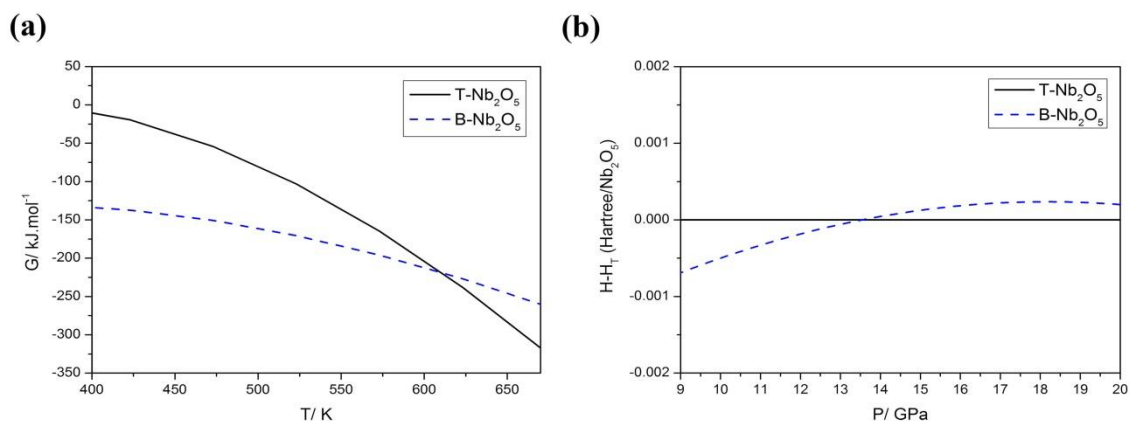 (a)
50
0
-50
-100
-150
-200
-250
-300
-350
400 450 500 550 600 650
G/ kJ.mol⁻¹
T/ K
T-Nb₂O₅
B-Nb₂O₅
(b)
0.002
0.001
0.000
-0.001
-0.002
9 10 11 12 13 14 15 16 17 18 19 20
H-H_T (Hartree/Nb₂O₅)
P/ GPa
T-Nb₂O₅
B-Nb₂O₅